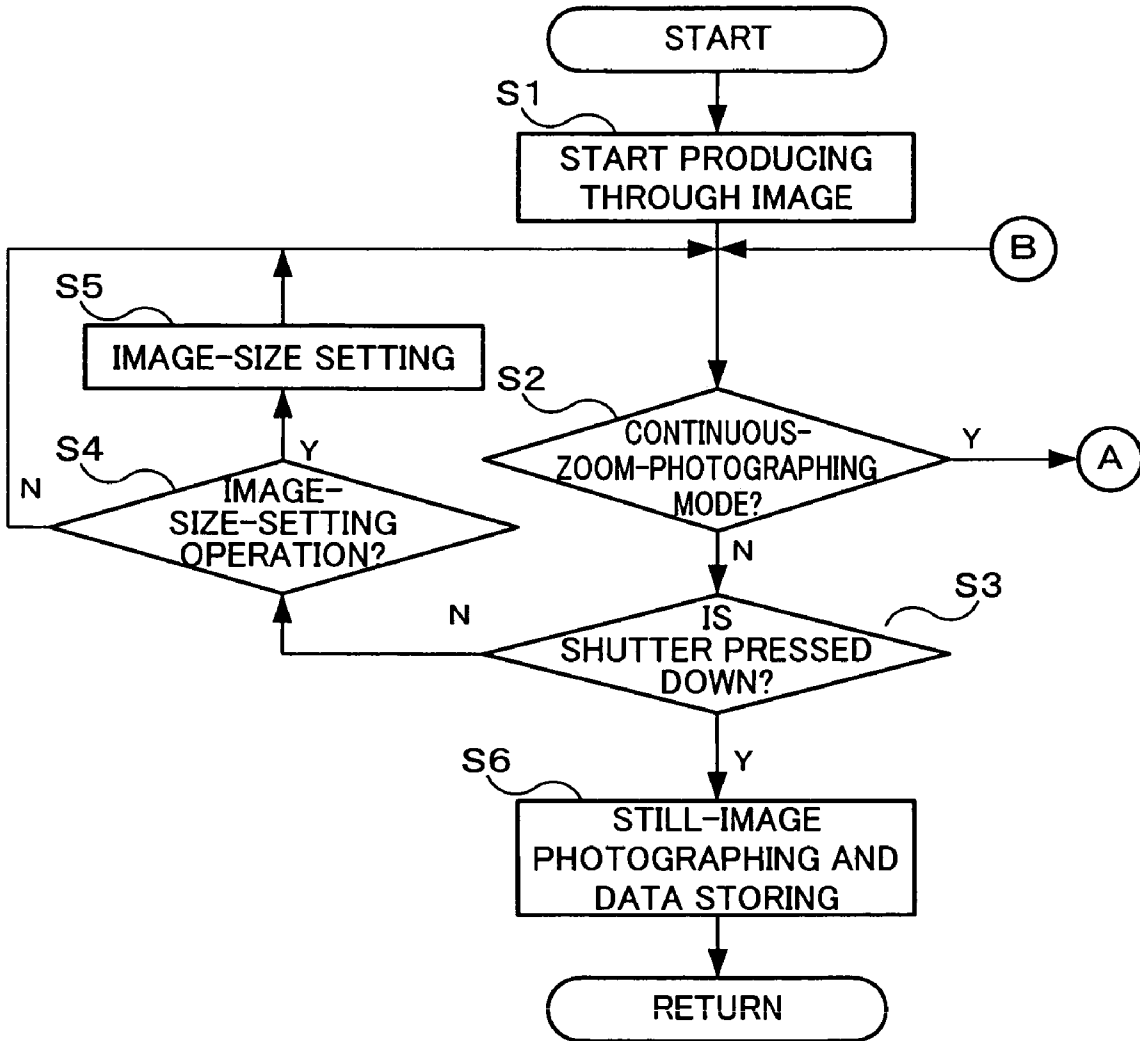 START
S1
START PRODUCING
THROUGH IMAGE
B
S5
IMAGE-SIZE SETTING
S2
CONTINUOUS-
ZOOM-PHOTOGRAPHING
MODE?
Y
A
S4
Y
N
IMAGE-
SIZE-SETTING
OPERATION?
N
S3
N
IS
SHUTTER PRESSED
DOWN?
Y
S6
STILL-IMAGE
PHOTOGRAPHING AND
DATA STORING
RETURN